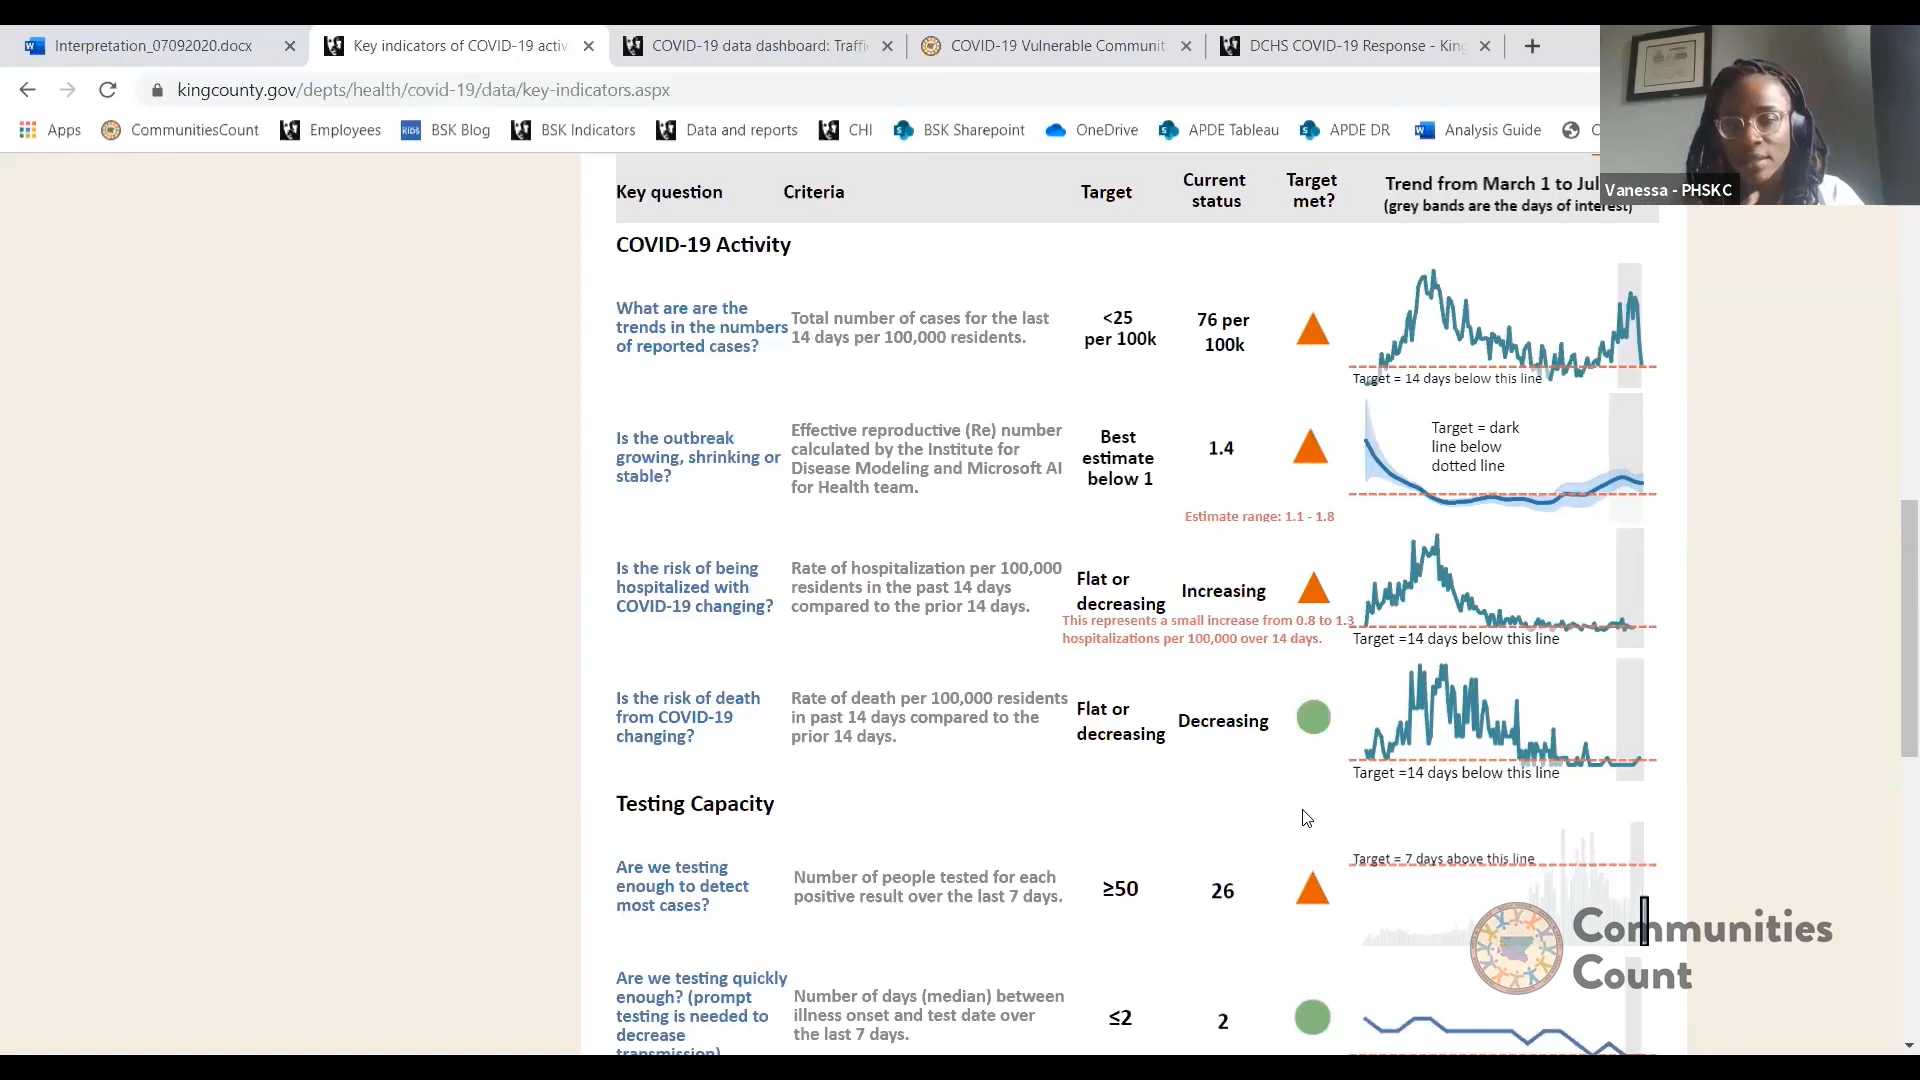 Interpretation_07092020.docx
Key indicators of COVID-19 activ
COVID-19 data dashboard: Traffi
COVID-19 Vulnerable Communit
DCHS COVID-19 Response - King
kingcounty.gov/depts/health/covid-19/data/key-indicators.aspx
Apps
CommunitiesCount
Employees
KIDS
BSK Blog
BSK Indicators
Data and reports
CHI
BSK Sharepoint
OneDrive
APDE Tableau
APDE DR
Analysis Guide
Vanessa - PHSKC
Key question
Criteria
Target
Current
status
Target
met?
Trend from March 1 to Jul
(grey bands are the days of interest)
COVID-19 Activity
What are are the
trends in the numbers
of reported cases?
Total number of cases for the last
14 days per 100,000 residents.
<25
per 100k
76 per
100k
Target = 14 days below this line
Is the outbreak
growing, shrinking or
stable?
Effective reproductive (Re) number
calculated by the Institute for
Disease Modeling and Microsoft AI
for Health team.
Best
estimate
below 1
1.4
Estimate range: 1.1 - 1.8
Target = dark
line below
dotted line
Is the risk of being
hospitalized with
COVID-19 changing?
Rate of hospitalization per 100,000
residents in the past 14 days
compared to the prior 14 days.
Flat or
decreasing
Increasing
This represents a small increase from 0.8 to 1.3
hospitalizations per 100,000 over 14 days.
Target =14 days below this line
Is the risk of death
from COVID-19
changing?
Rate of death per 100,000 residents
in past 14 days compared to the
prior 14 days.
Flat or
decreasing
Decreasing
Target =14 days below this line
Testing Capacity
Are we testing
enough to detect
most cases?
Number of people tested for each
positive result over the last 7 days.
≥50
26
Target = 7 days above this line
Are we testing quickly
enough? (prompt
testing is needed to
decrease
transmission)
Number of days (median) between
illness onset and test date over
the last 7 days.
≤2
2
Communities
Count